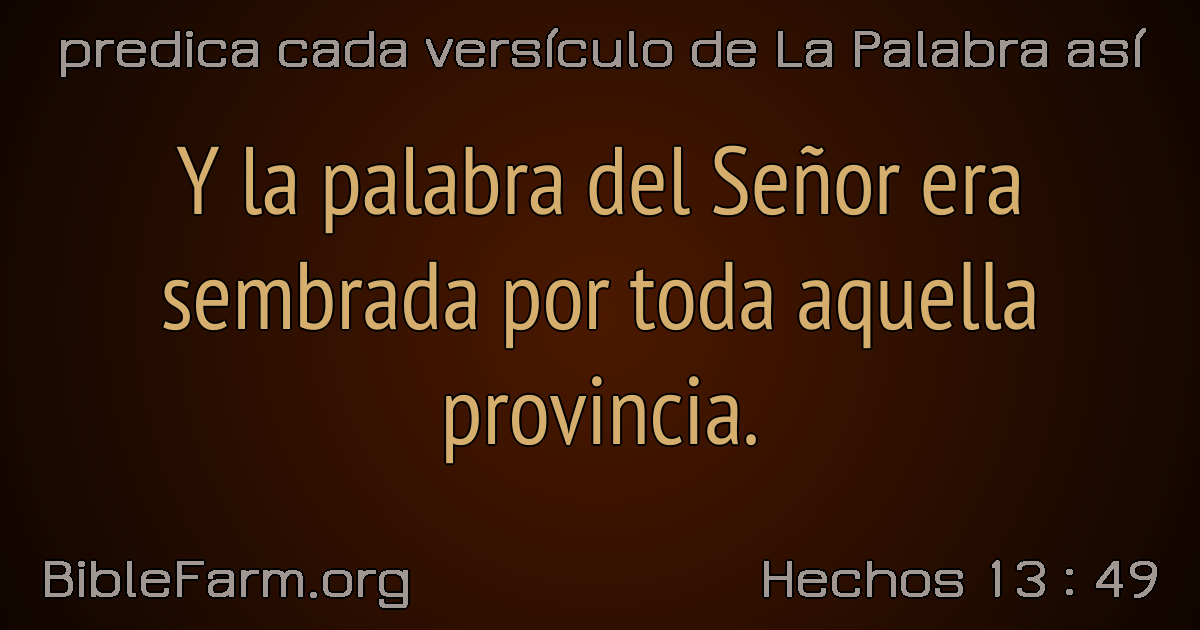 predica cada versículo de La Palabra así
Y la palabra del Señor era
sembrada por toda aquella
provincia.
BibleFarm.org
Hechos 13 : 49